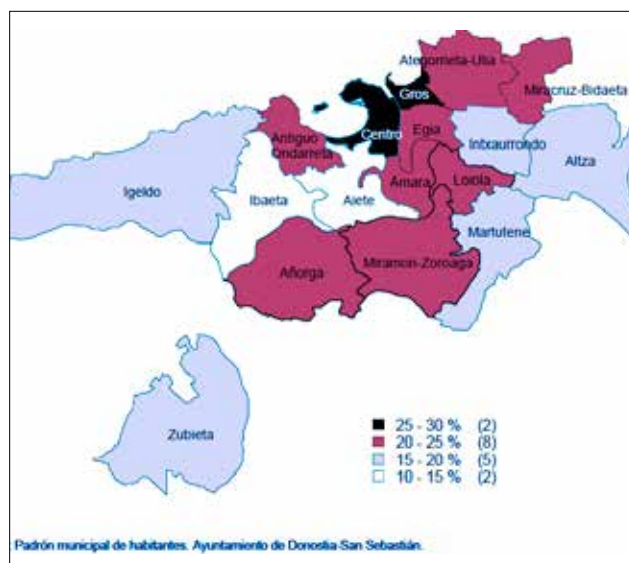 Ategorrieta-Ulia
Gros
Miracruz-Bidaeta
Centro
Egia
Antiguo
Ondarreta
Intxaurrondo
Altza
Amara
Loiola
Igeldo
Ibaeta
Aiete
Martutene
Añorga
Miramon-Zoroaga
Zubieta
25 - 30 % (2)
20 - 25 % (8)
15 - 20 % (5)
10 - 15 % (2)
: Padrón municipal de habitantes. Ayuntamiento de Donostia-San Sebastián.